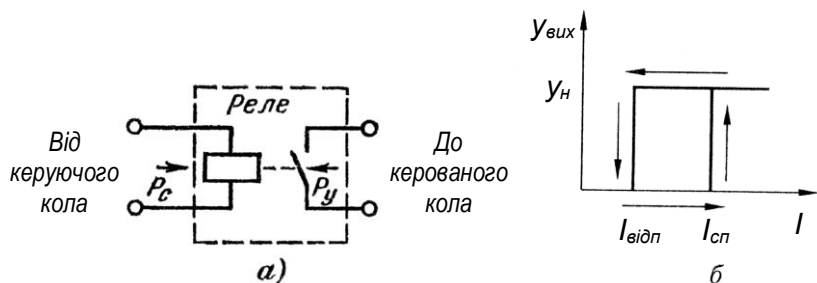 Реле
Від
керуючого
кола
Pс
Pу
До
керованого
кола
а)
yвих
yн
Iвідп
Iсп
I
б